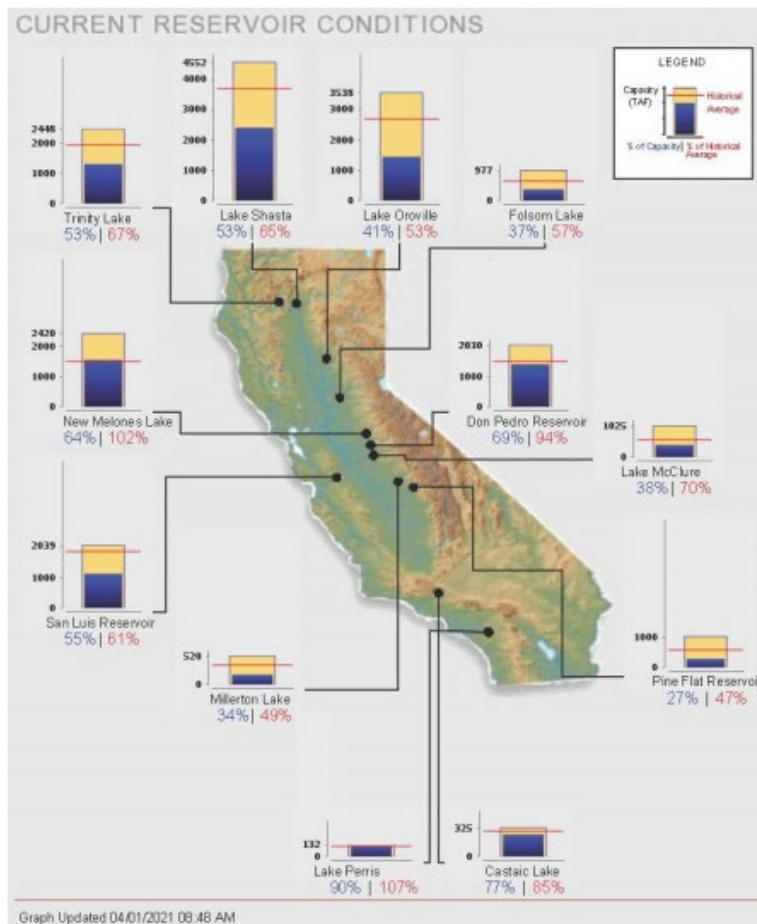 CURRENT RESERVOIR CONDITIONS
LEGEND
Capacity
(TAF)
Historical
Average
% of Capacity | % of Historical
Average
2448
2000
1000
0
Trinity Lake
53% | 67%
4552
4000
3000
2000
1000
0
Lake Shasta
53% | 65%
3538
3000
2000
1000
0
Lake Oroville
41% | 53%
977
0
Folsom Lake
37% | 57%
2420
2000
1000
0
New Melones Lake
64% | 102%
2030
1000
0
Don Pedro Reservoir
69% | 94%
1025
0
Lake McClure
38% | 70%
2039
1000
0
San Luis Reservoir
55% | 61%
520
0
Millerton Lake
34% | 49%
1000
0
Pine Flat Reservoir
27% | 47%
132
0
Lake Perris
90% | 107%
325
0
Castaic Lake
77% | 85%
Graph Updated 04/01/2021 08:48 AM